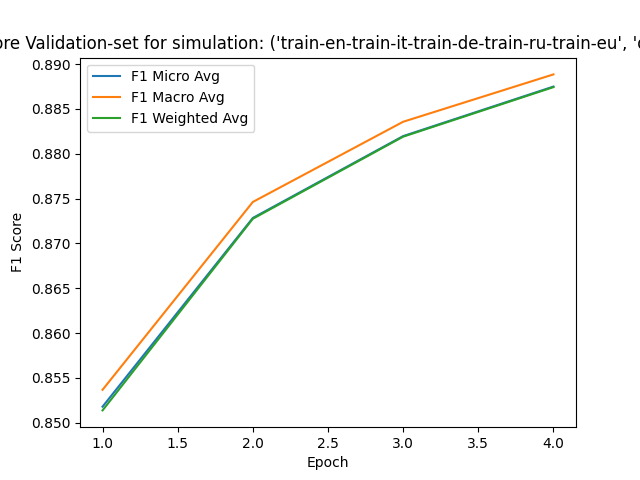 ore Validation-set for simulation: ('train-en-train-it-train-de-train-ru-train-eu', '
F1 Micro Avg
F1 Macro Avg
F1 Weighted Avg
0.890
0.885
0.880
0.875
0.870
0.865
0.860
0.855
0.850
F1 Score
1.0 1.5 2.0 2.5 3.0 3.5 4.0
Epoch